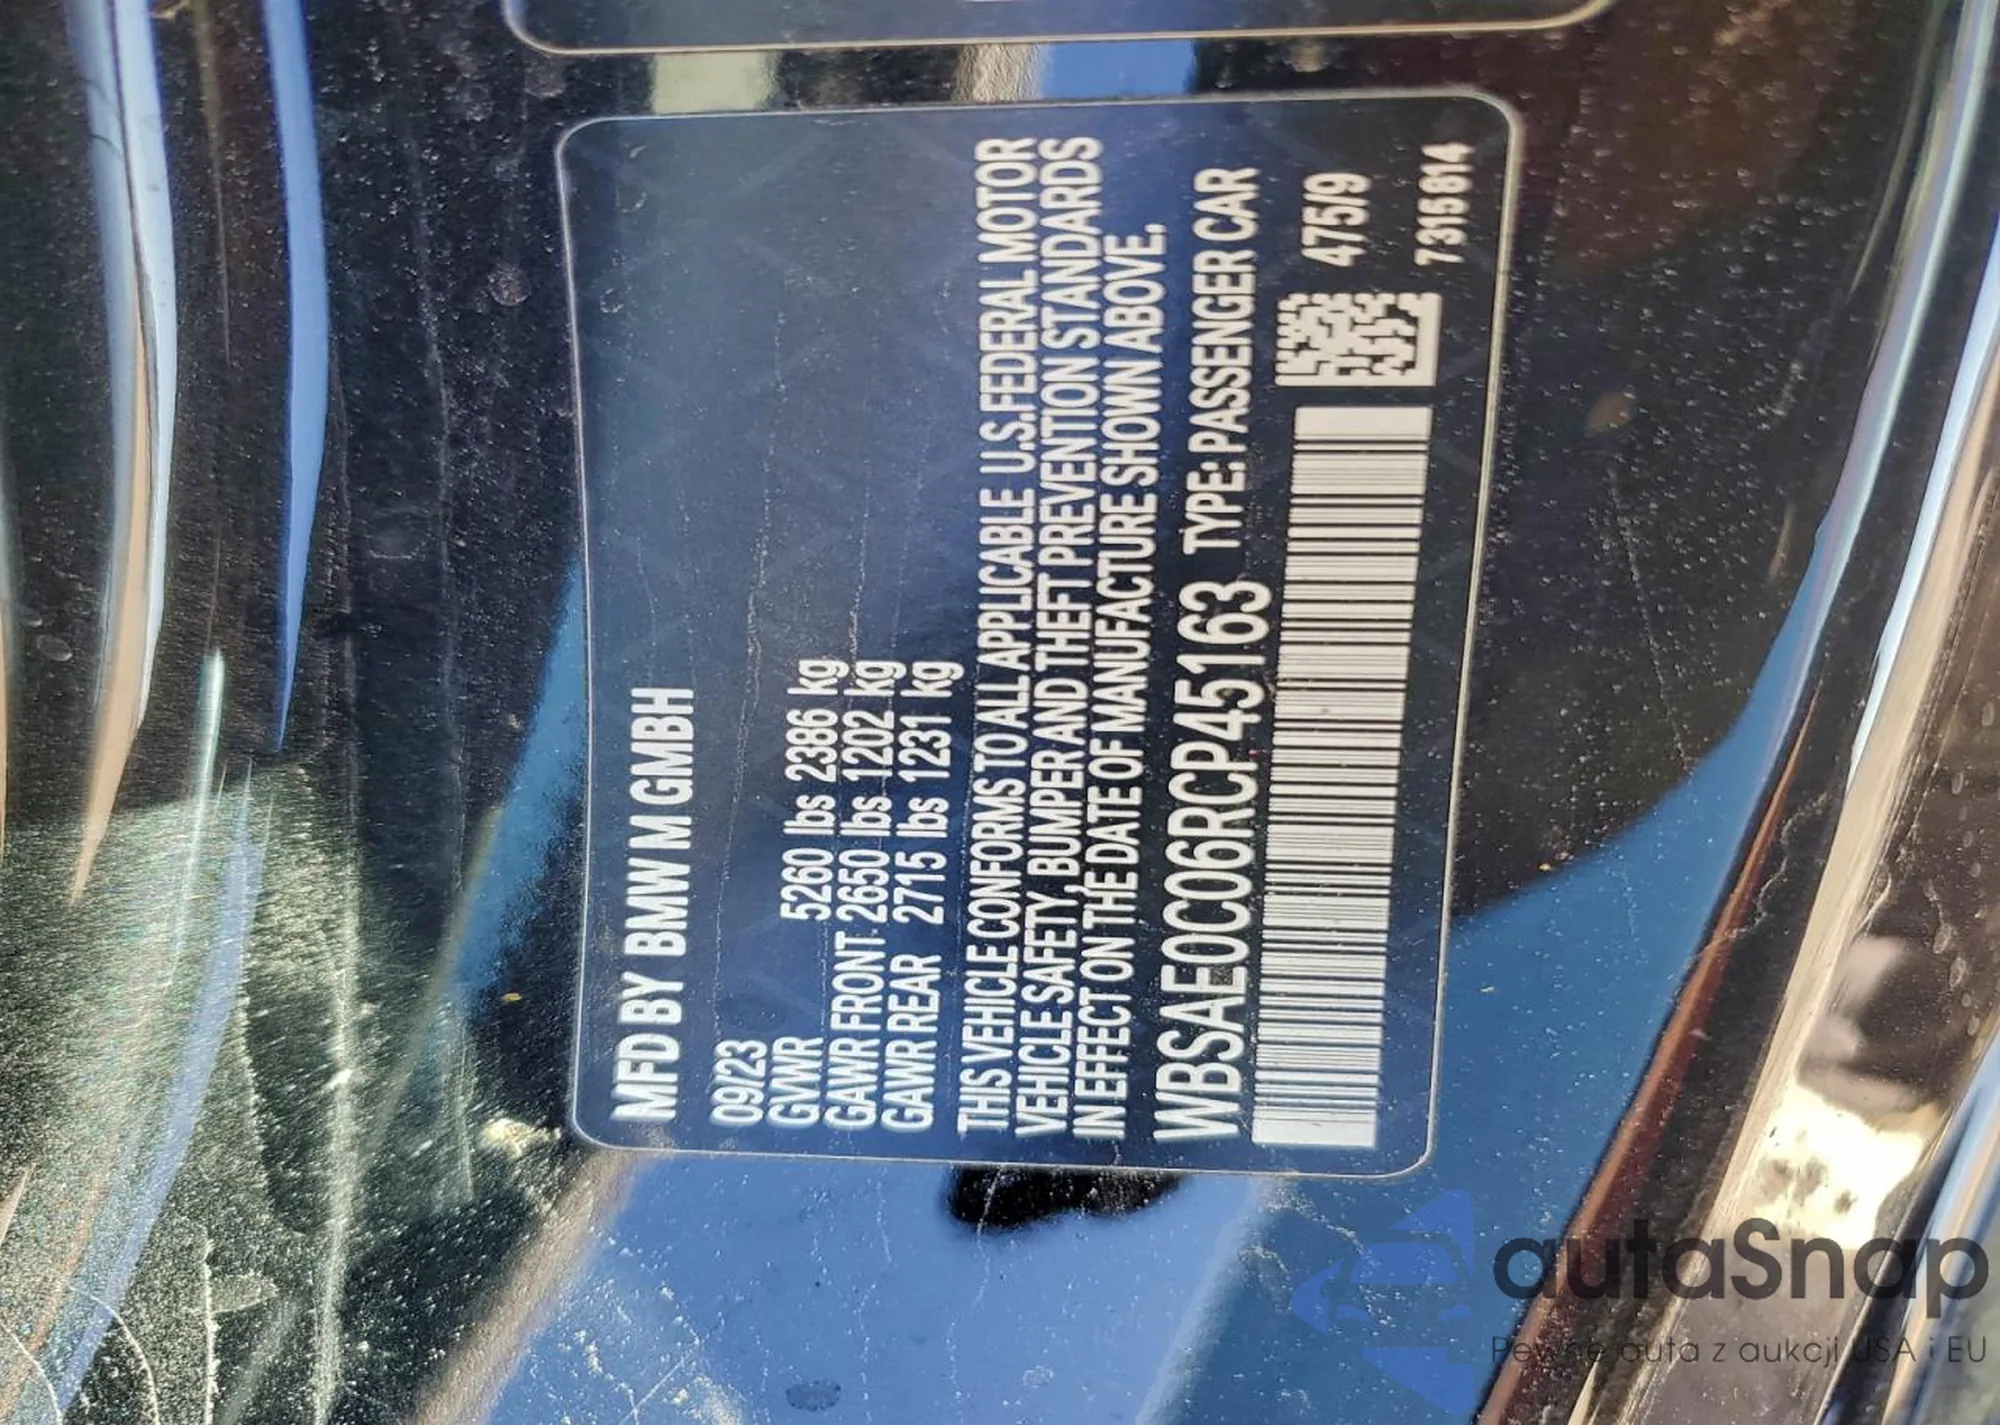 MFD BY BMW M GMBH
09/23
GVWR 5260 lbs 2386 kg
GAWR FRONT 2650 lbs 1202 kg
GAWR REAR 2715 lbs 1231 kg
THIS VEHICLE CONFORMS TO ALL APPLICABLE U.S.FEDERAL MOTOR
VEHICLE SAFETY, BUMPER AND THEFT PREVENTION STANDARDS
IN EFFECT ON THE DATE OF MANUFACTURE SHOWN ABOVE.
WBSAE0C06RCP45163 TYPE: PASSENGER CAR
475/9
7315814
autaSnap
Pewne auta z aukcji USA i EU